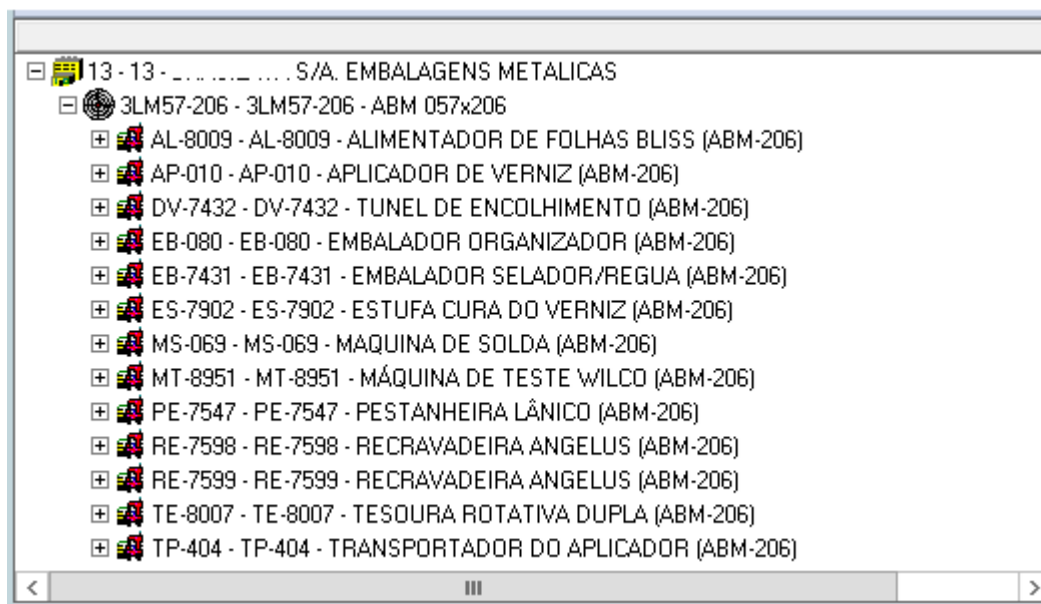 13 - 13 - S/A. EMBALAGENS METALICAS
3LM57-206 - 3LM57-206 - ABM 057x206
AL-8009 - AL-8009 - ALIMENTADOR DE FOLHAS BLISS (ABM-206)
AP-010 - AP-010 - APLICADOR DE VERNIZ (ABM-206)
DV-7432 - DV-7432 - TUNEL DE ENCOLHIMENTO (ABM-206)
EB-080 - EB-080 - EMBALADOR ORGANIZADOR (ABM-206)
EB-7431 - EB-7431 - EMBALADOR SELADOR/REGUA (ABM-206)
ES-7902 - ES-7902 - ESTUFA CURA DO VERNIZ (ABM-206)
MS-069 - MS-069 - MAQUINA DE SOLDA (ABM-206)
MT-8951 - MT-8951 - MÁQUINA DE TESTE WILCO (ABM-206)
PE-7547 - PE-7547 - PESTANHEIRA LÂNICO (ABM-206)
RE-7598 - RE-7598 - RECRAVADEIRA ANGELUS (ABM-206)
RE-7599 - RE-7599 - RECRAVADEIRA ANGELUS (ABM-206)
TE-8007 - TE-8007 - TESOURA ROTATIVA DUPLA (ABM-206)
TP-404 - TP-404 - TRANSPORTADOR DO APLICADOR (ABM-206)